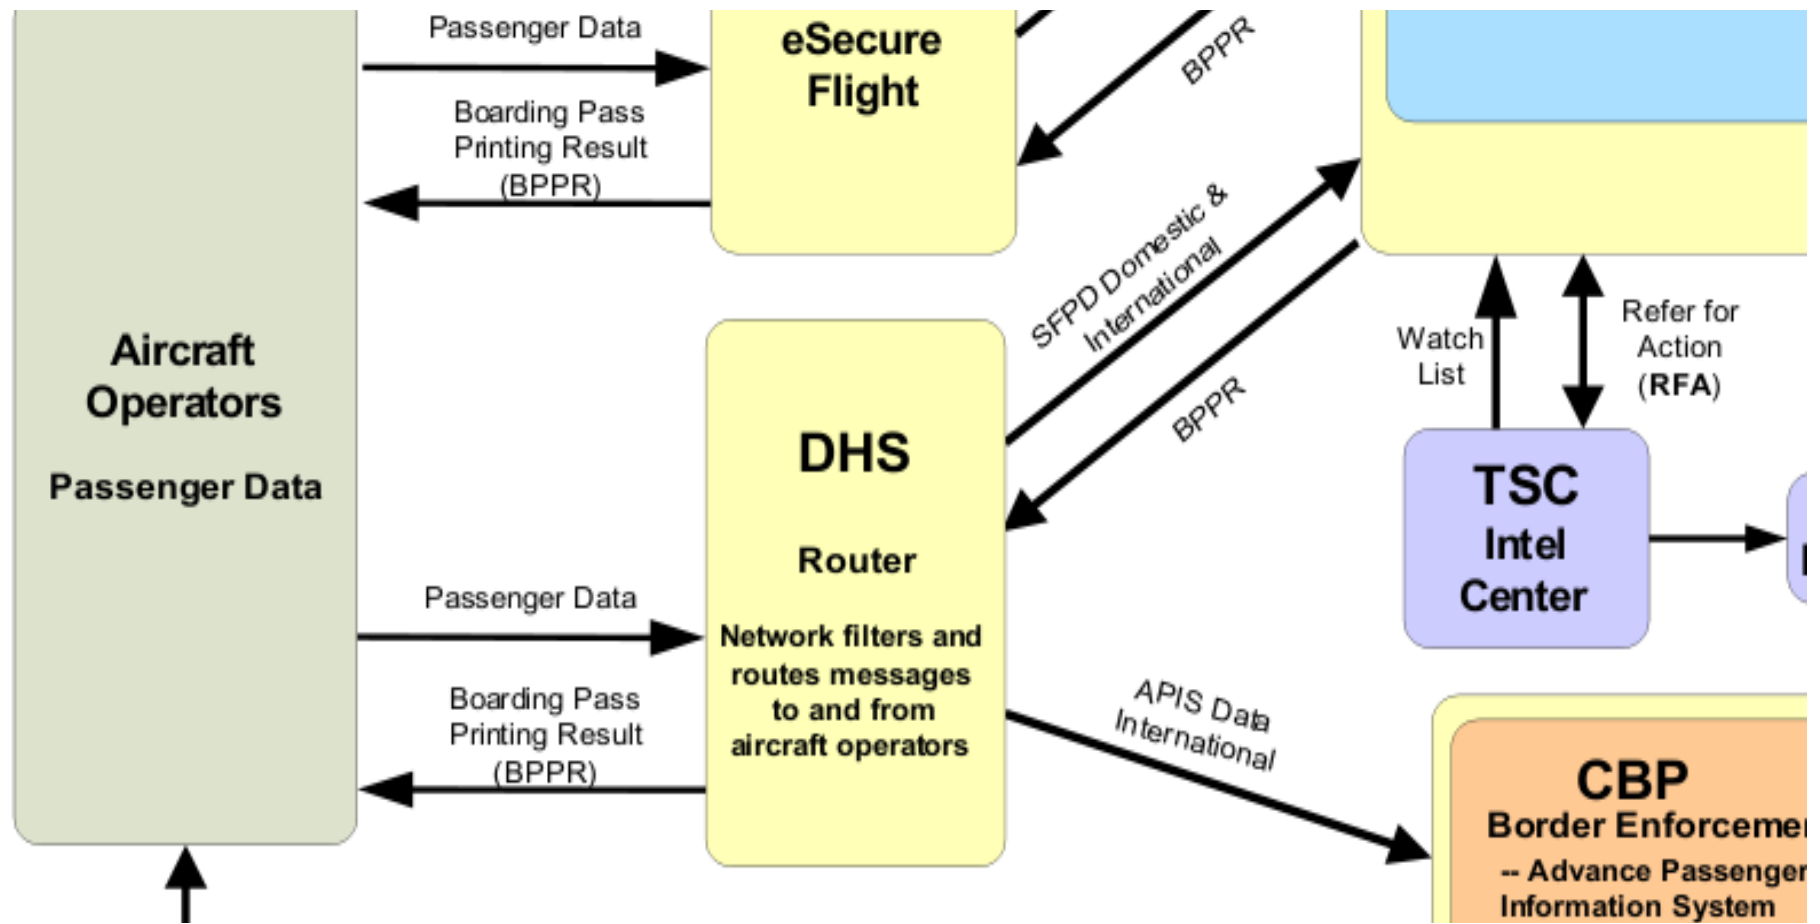 Passenger Data
eSecure
Flight
Boarding Pass
Printing Result
(BPPR)
BPPR
Aircraft
Operators
Passenger Data
SFPD Domestic &
International
BPPR
Watch
List
Refer for
Action
(RFA)
DHS
Router
Network filters and
routes messages
to and from
aircraft operators
TSC
Intel
Center
Passenger Data
Boarding Pass
Printing Result
(BPPR)
APIS Data
International
CBP
Border Enforcemen
-- Advance Passenger
Information System